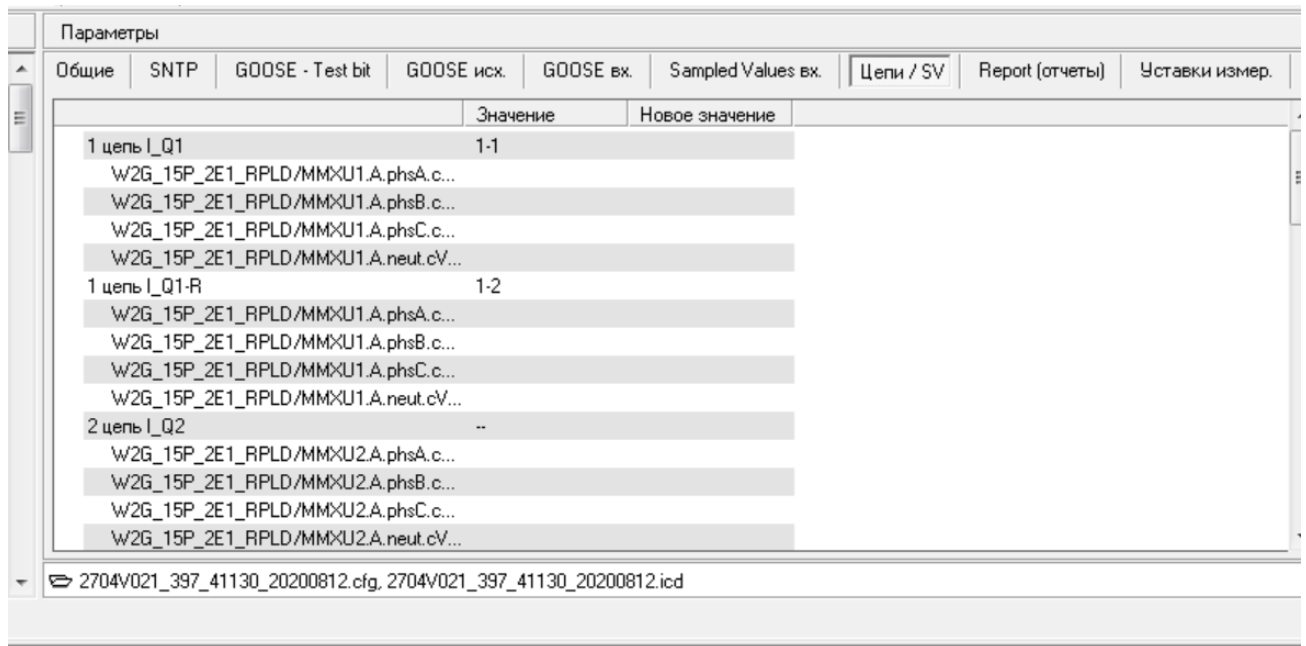 Параметры
Общие SNTP GOOSE - Test bit GOOSE исх. GOOSE вх. Sampled Values вх. Цепи / SV Report (отчеты) Уставки измер.
Значение Новое значение
1 цепь I_Q1 1-1
W2G_15P_2E1_RPLD/MMXU1.A.phsA.c...
W2G_15P_2E1_RPLD/MMXU1.A.phsB.c...
W2G_15P_2E1_RPLD/MMXU1.A.phsC.c...
W2G_15P_2E1_RPLD/MMXU1.A.neut.cV...
1 цепь I_Q1-R 1-2
W2G_15P_2E1_RPLD/MMXU1.A.phsA.c...
W2G_15P_2E1_RPLD/MMXU1.A.phsB.c...
W2G_15P_2E1_RPLD/MMXU1.A.phsC.c...
W2G_15P_2E1_RPLD/MMXU1.A.neut.cV...
2 цепь I_Q2 --
W2G_15P_2E1_RPLD/MMXU2.A.phsA.c...
W2G_15P_2E1_RPLD/MMXU2.A.phsB.c...
W2G_15P_2E1_RPLD/MMXU2.A.phsC.c...
W2G_15P_2E1_RPLD/MMXU2.A.neut.cV...
2704V021_397_41130_20200812.cfg, 2704V021_397_41130_20200812.icd